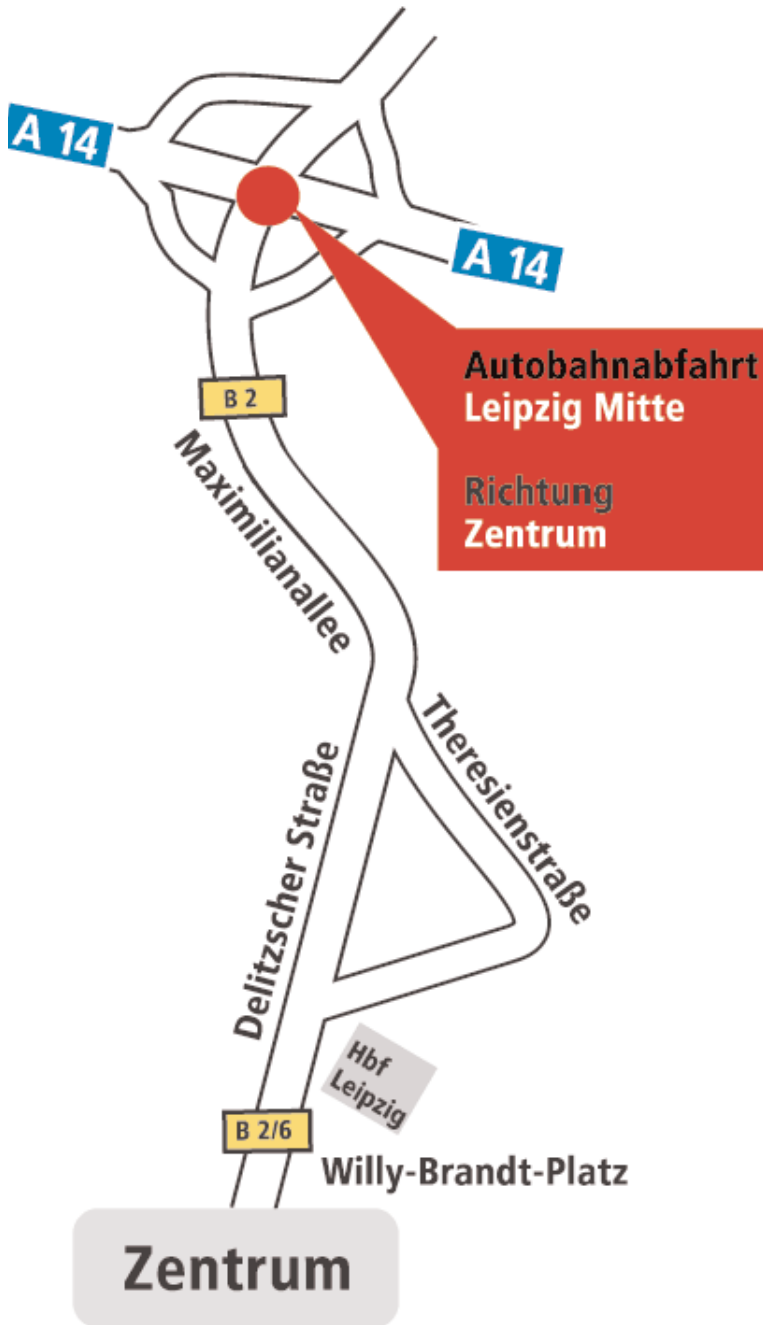 A 14
A 14
Autobahnabfahrt
Leipzig Mitte
B 2
Richtung
Zentrum
Maximilianallee
Theresienstraße
Delitzscher Straße
Hbf
Leipzig
B 2/6
Willy-Brandt-Platz
Zentrum